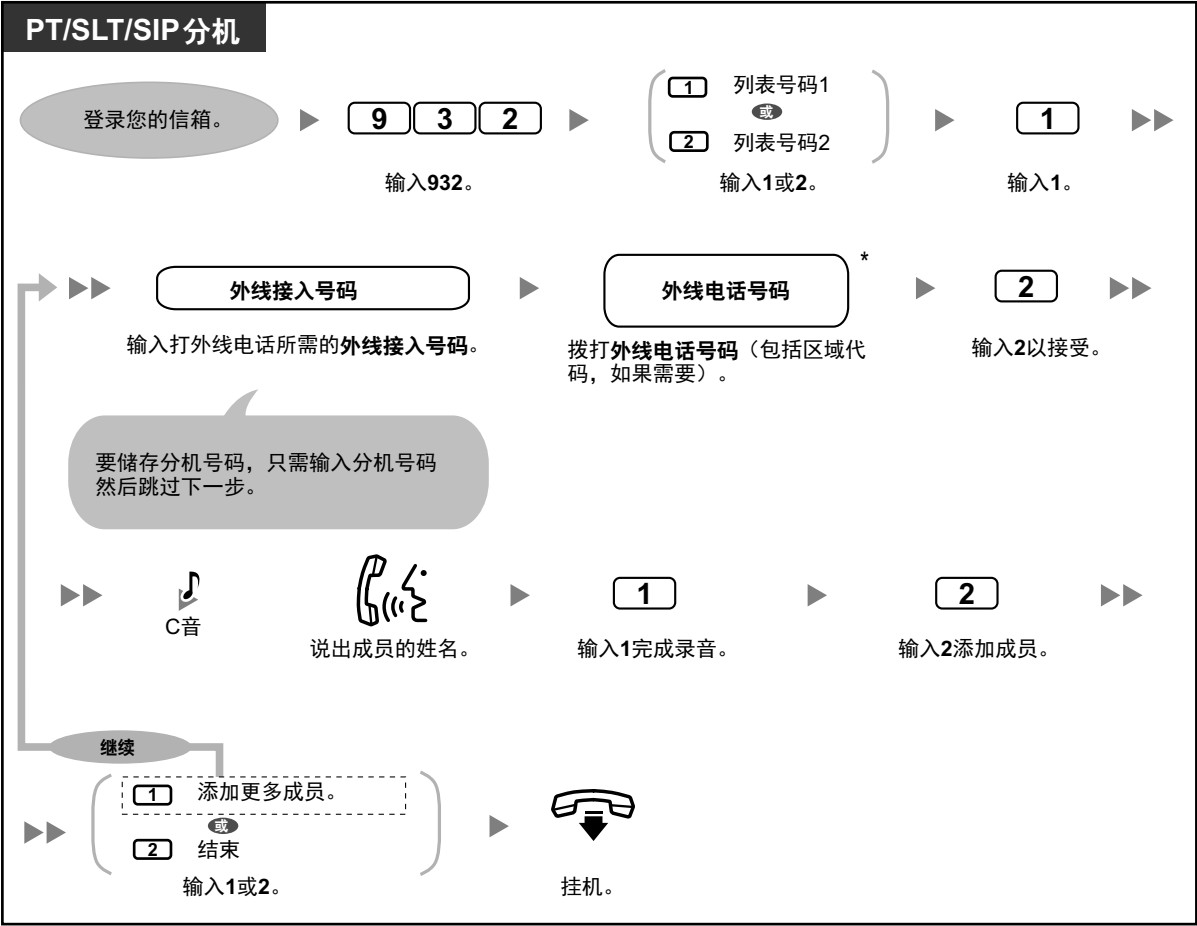 PT/SLT/SIP分机
登录您的信箱。
9 3 2
输入932。
1 列表号码1
或
2 列表号码2
输入1或2。
1
输入1。
外线接入号码
输入打外线电话所需的外线接入号码。
外线电话号码
*
拨打外线电话号码（包括区域代
码，如果需要）。
2
输入2以接受。
要储存分机号码，只需输入分机号码
然后跳过下一步。
C音
说出成员的姓名。
1
输入1完成录音。
2
输入2添加成员。
继续
1 添加更多成员。
或
2 结束
输入1或2。
挂机。